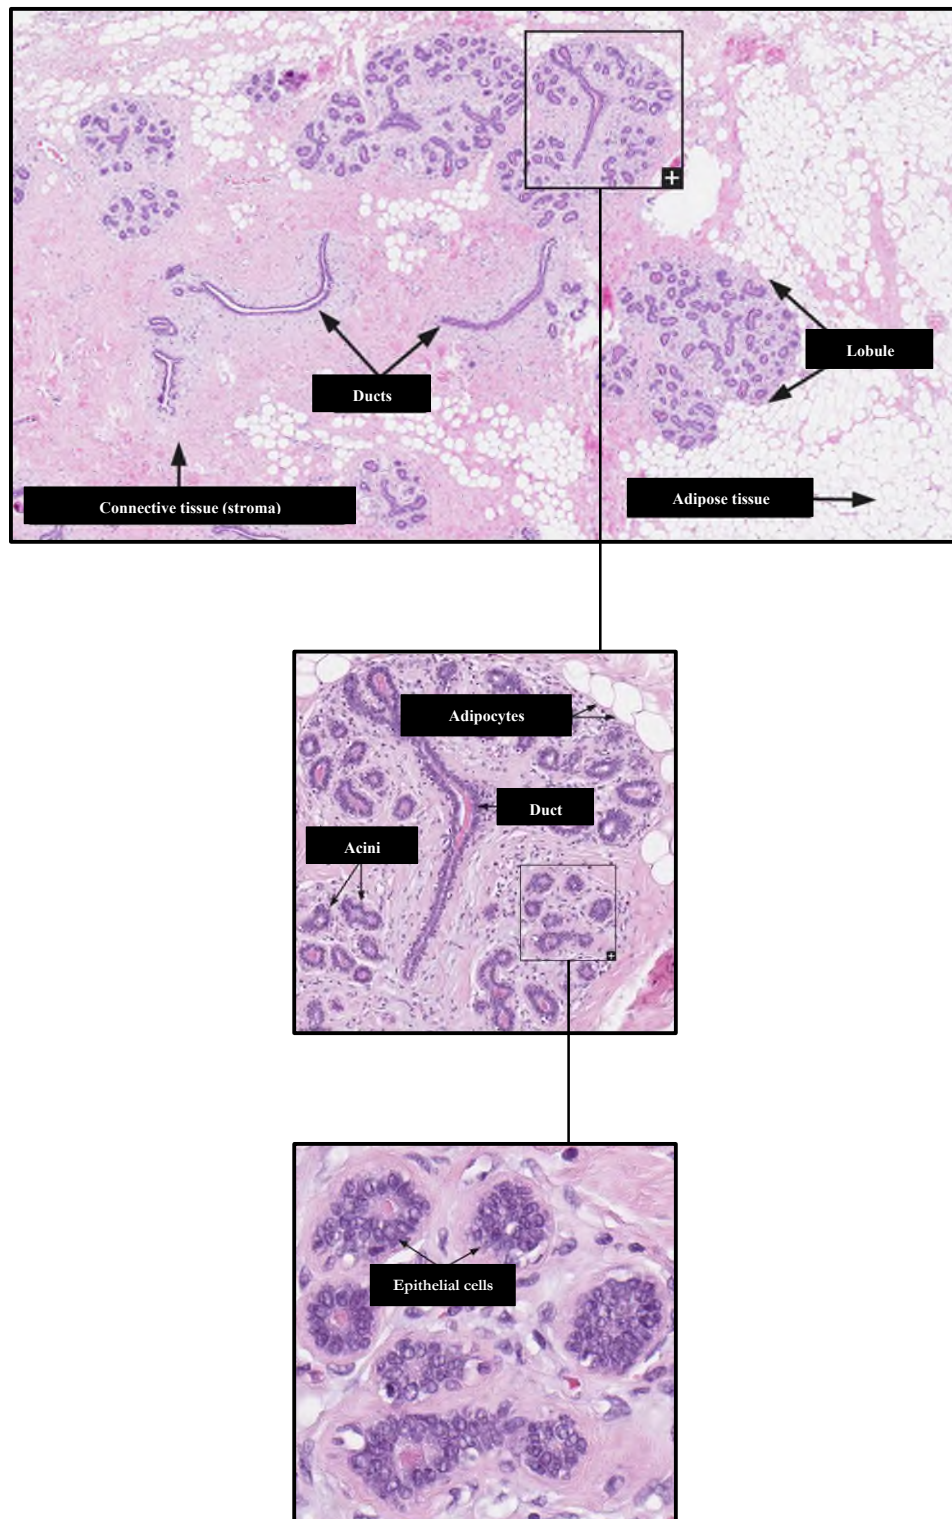 Lobule
Ducts
Connective tissue (stroma)
Adipose tissue
Adipocytes
Duct
Acini
Epithelial cells